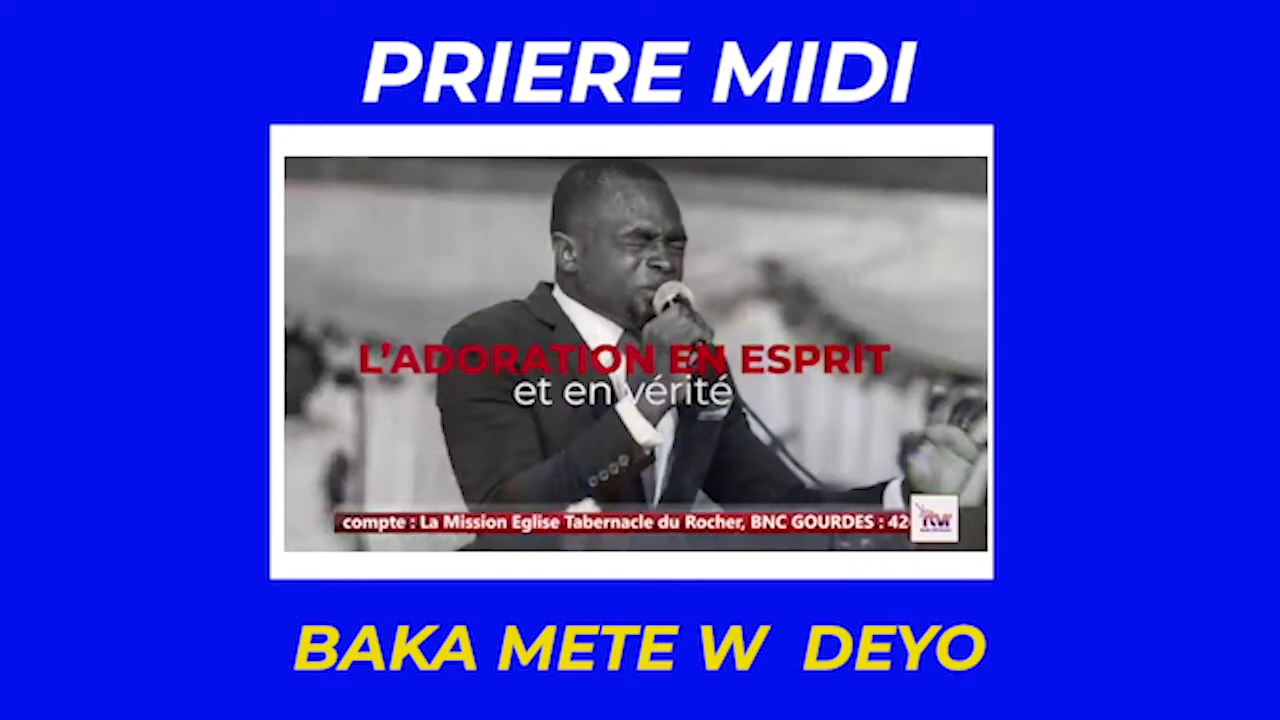 PRIERE MIDI
L'ADORATION EN ESPRIT
et en vérité
compte : La Mission Eglise Tabernacle du Rocher, BNC GOURDES : 42
BAKA METE W DEYO